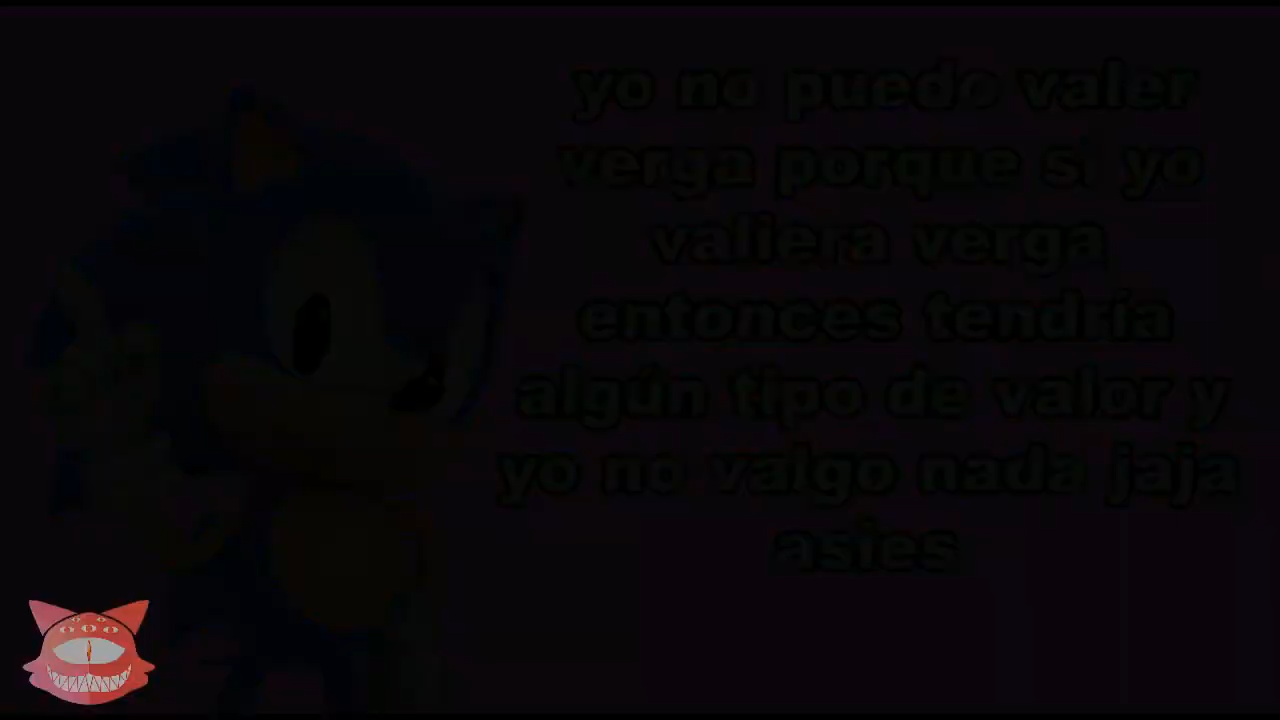 yo no puedo valer
verga porque si yo
valiera verga
entonces tendría
algún tipo de valor y
yo no valgo nada jaja
asies